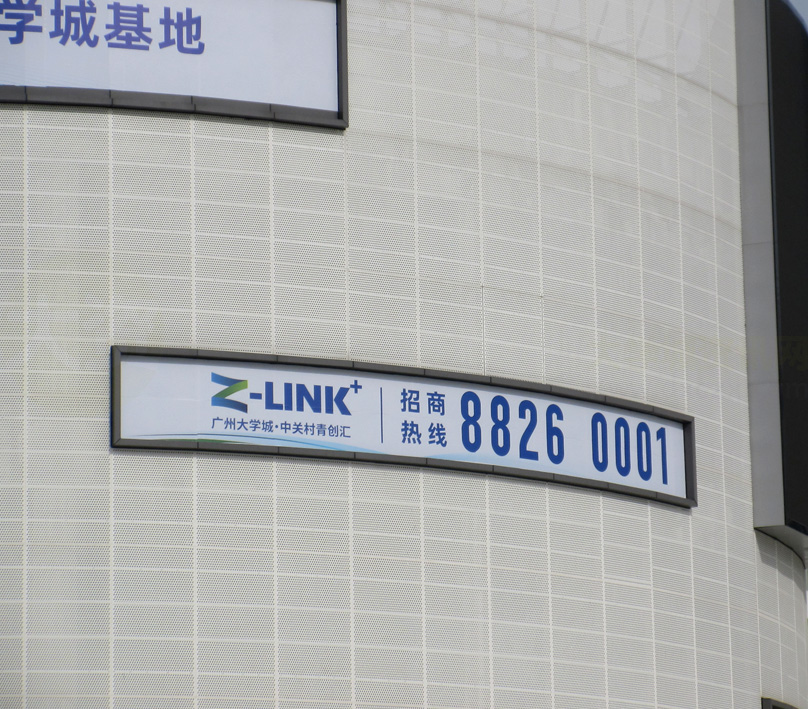 学城基地
Z-LINK+
广州大学城·中关村青创汇
招商
热线
8826 0001